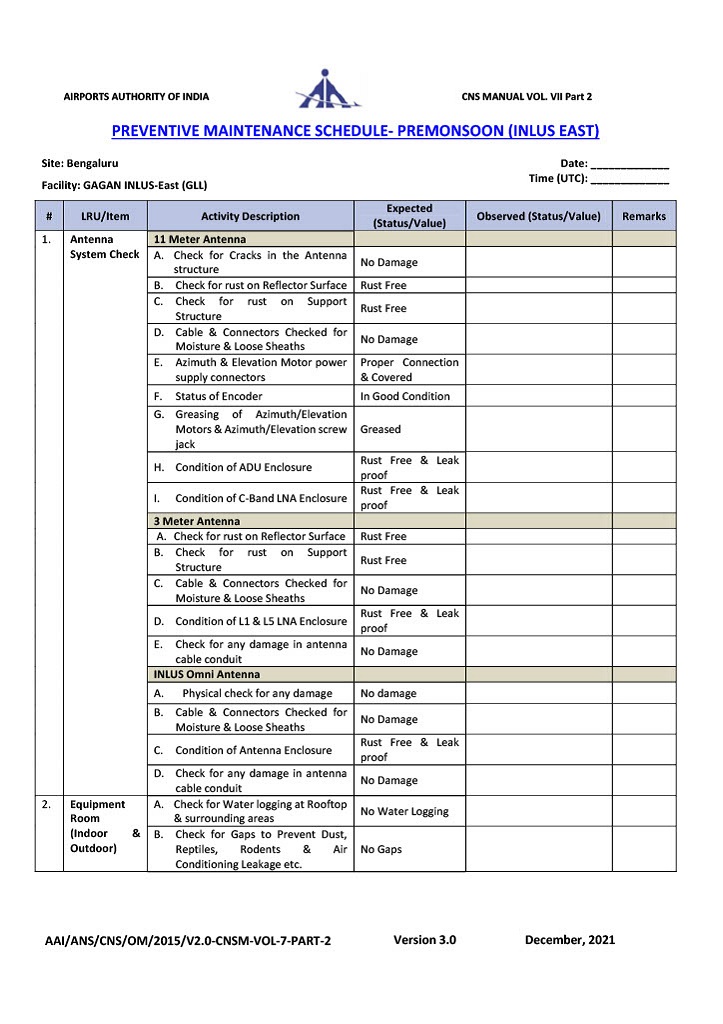 AIRPORTS AUTHORITY OF INDIA
CNS MANUAL VOL. VII Part 2
PREVENTIVE MAINTENANCE SCHEDULE- PREMONSOON (INLUS EAST)
Site: Bengaluru
Date: _____________
Time (UTC): _____________
Facility: GAGAN INLUS-East (GLL)
# LRU/Item Activity Description Expected (Status/Value) Observed (Status/Value) Remarks
1. Antenna System Check
11 Meter Antenna
A. Check for Cracks in the Antenna
structure
No Damage
B. Check for rust on Reflector Surface
Rust Free
C. Check for rust on Support
Structure
Rust Free
D. Cable & Connectors Checked for
Moisture & Loose Sheaths
No Damage
E. Azimuth & Elevation Motor power
supply connectors
Proper Connection
& Covered
F. Status of Encoder
In Good Condition
G. Greasing of Azimuth/Elevation
Motors & Azimuth/Elevation screw
jack
Greased
H. Condition of ADU Enclosure
Rust Free & Leak
proof
I. Condition of C-Band LNA Enclosure
Rust Free & Leak
proof
3 Meter Antenna
A. Check for rust on Reflector Surface
Rust Free
B. Check for rust on Support
Structure
Rust Free
C. Cable & Connectors Checked for
Moisture & Loose Sheaths
No Damage
D. Condition of L1 & L5 LNA Enclosure
Rust Free & Leak
proof
E. Check for any damage in antenna
cable conduit
No Damage
INLUS Omni Antenna
A. Physical check for any damage
No damage
B. Cable & Connectors Checked for
Moisture & Loose Sheaths
No Damage
C. Condition of Antenna Enclosure
Rust Free & Leak
proof
D. Check for any damage in antenna
cable conduit
No Damage
2. Equipment
Room
(Indoor &
Outdoor)
A. Check for Water logging at Rooftop
& surrounding areas
No Water Logging
B. Check for Gaps to Prevent Dust,
Reptiles, Rodents & Air
Conditioning Leakage etc.
No Gaps
AAI/ANS/CNS/OM/2015/V2.0-CNSM-VOL-7-PART-2
Version 3.0
December, 2021